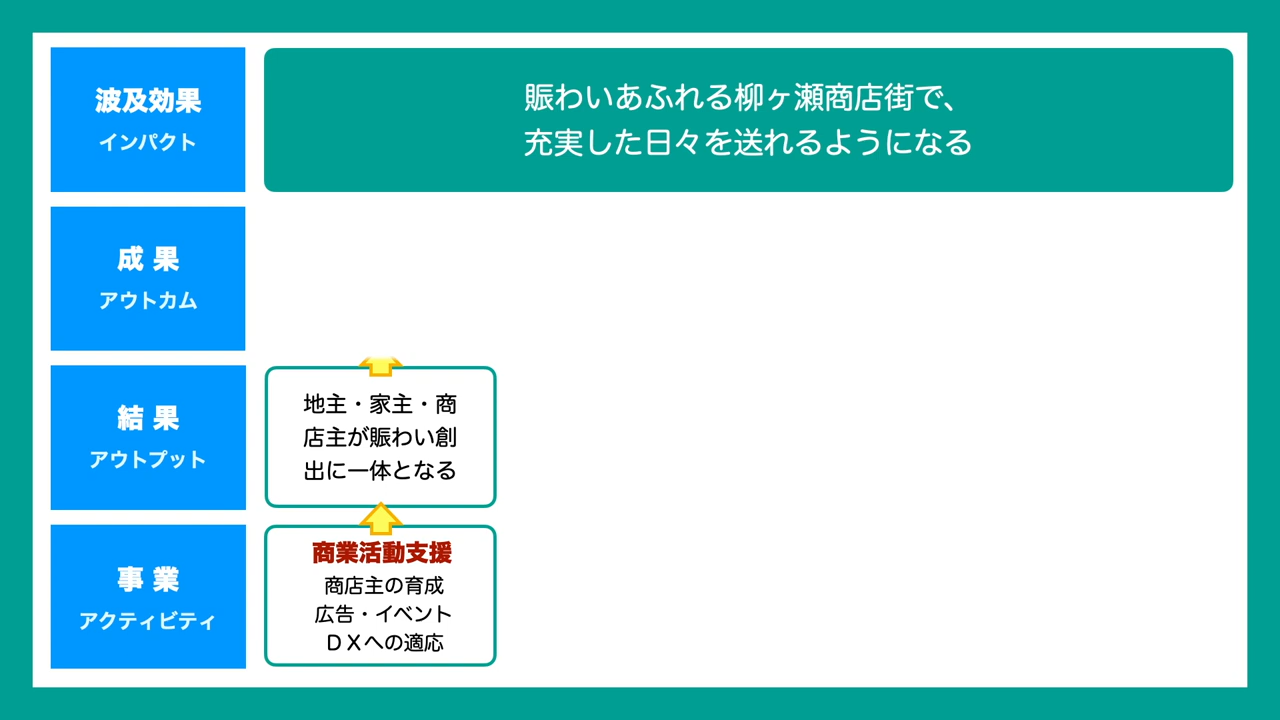 波及効果
インパクト
賑わいあふれる柳ヶ瀬商店街で、
充実した日々を送れるようになる
成 果
アウトカム
結 果
アウトプット
地主・家主・商
店主が賑わい創
出に一体となる
事 業
アクティビティ
商業活動支援
商店主の育成
広告・イベント
ＤＸへの適応